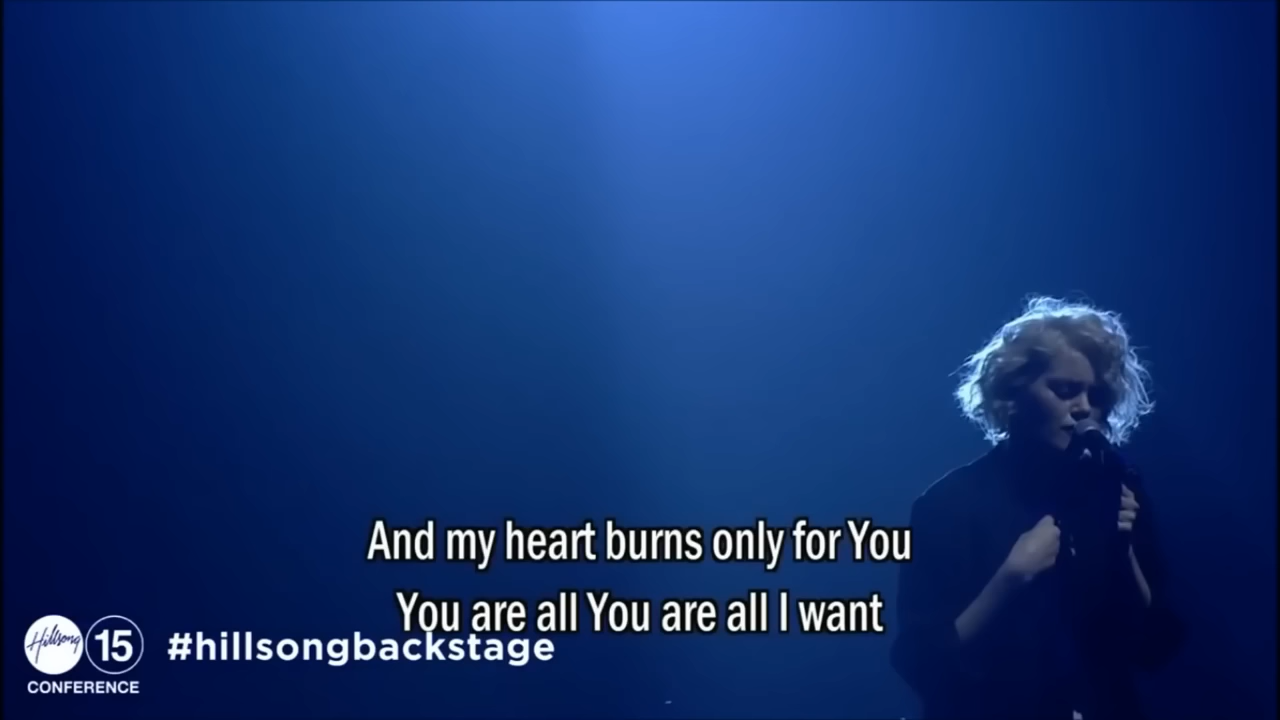 And my heart burns only for You
You are all You are all I want
Hillsong
15
#hillsongbackstage
CONFERENCE